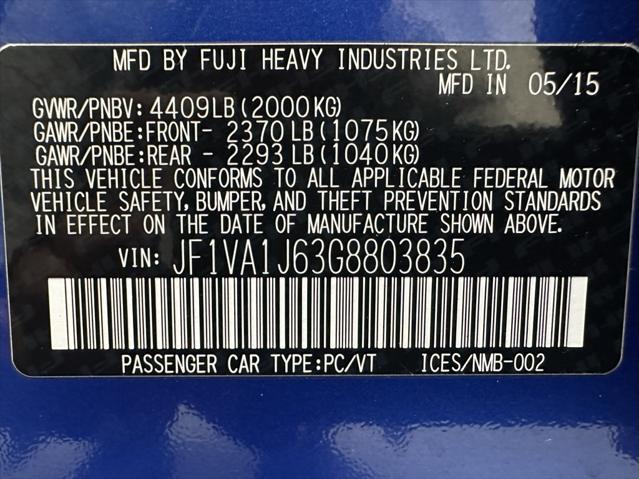 MFD BY FUJI HEAVY INDUSTRIES LTD.
MFD IN 05/15
GVWR/PNBV: 4409LB(2000KG)
GAWR/PNBE:FRONT- 2370LB(1075KG)
GAWR/PNBE:REAR - 2293LB(1040KG)
THIS VEHICLE CONFORMS TO ALL APPLICABLE FEDERAL MOTOR
VEHICLE SAFETY, BUMPER, AND THEFT PREVENTION STANDARDS
IN EFFECT ON THE DATE OF MANUFACTURE SHOWN ABOVE.
VIN: JF1VA1J63G8803835
PASSENGER CAR TYPE:PC/VT ICES/NMB-002